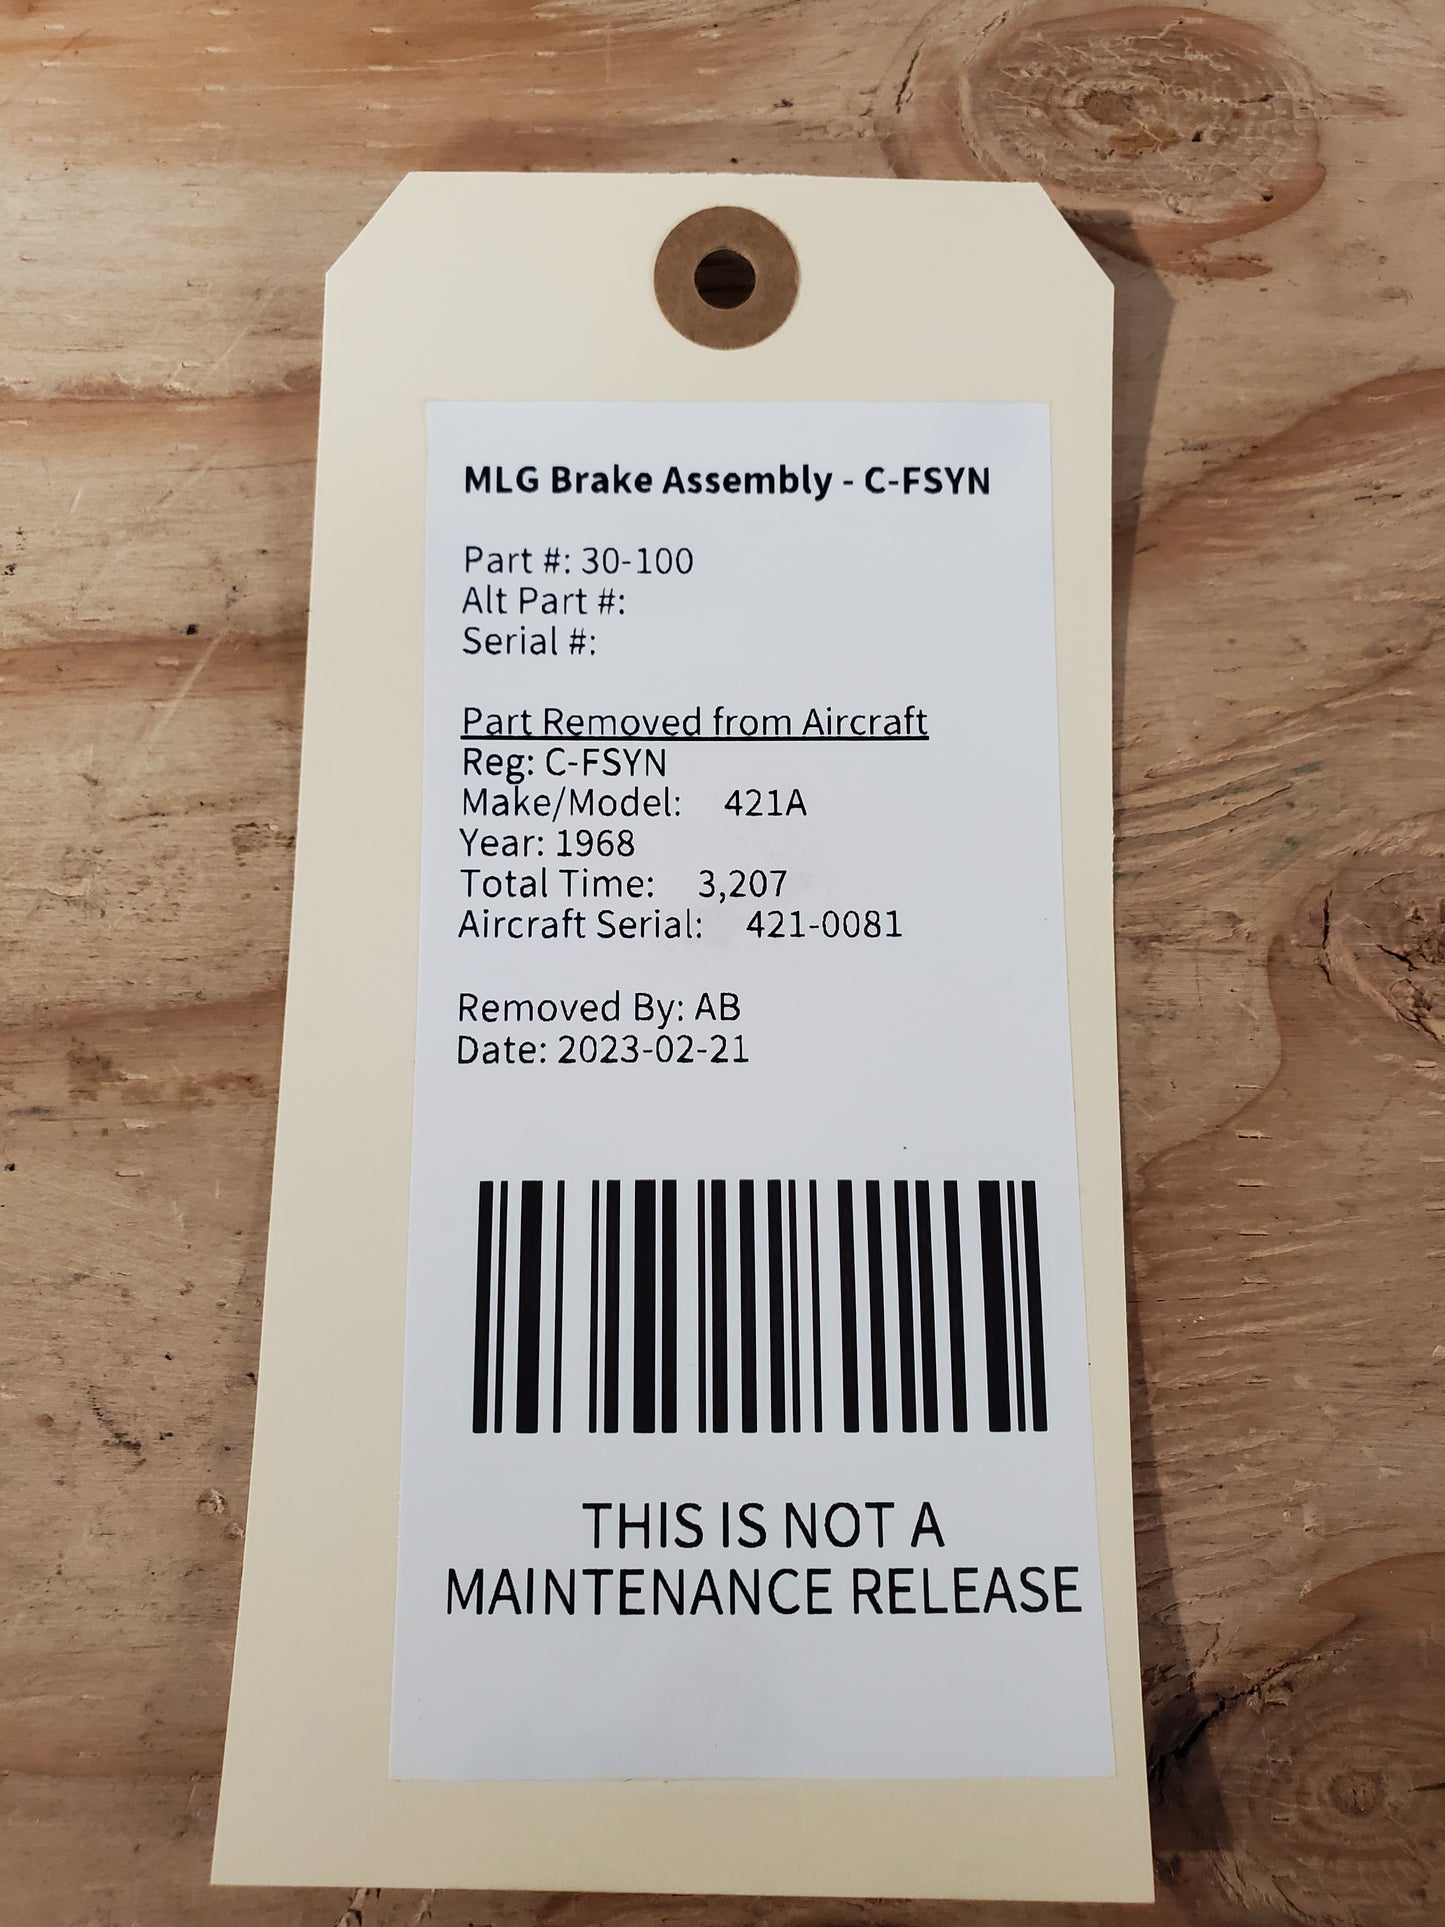 MLG Brake Assembly - C-FSYN
Part #: 30-100
Alt Part #:
Serial #:
Part Removed from Aircraft
Reg: C-FSYN
Make/Model: 421A
Year: 1968
Total Time: 3,207
Aircraft Serial: 421-0081
Removed By: AB
Date: 2023-02-21
THIS IS NOT A
MAINTENANCE RELEASE